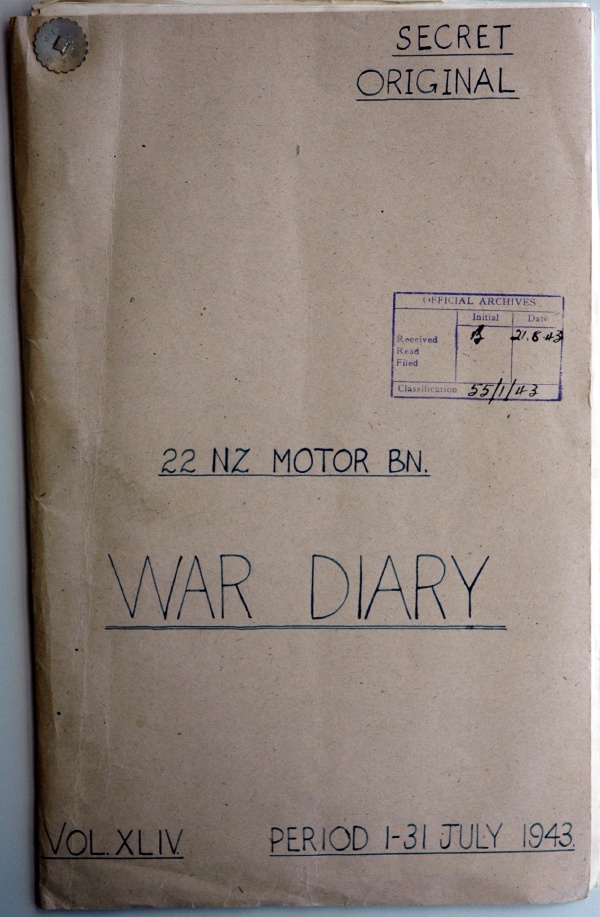 SECRET
ORIGINAL
OFFICIAL ARCHIVES
Initial Date
Received B 21.8.43
Read
Filed
Classification 55/1/43
22 NZ MOTOR BN.
WAR DIARY
VOL. XLIV PERIOD 1-31 JULY 1943.